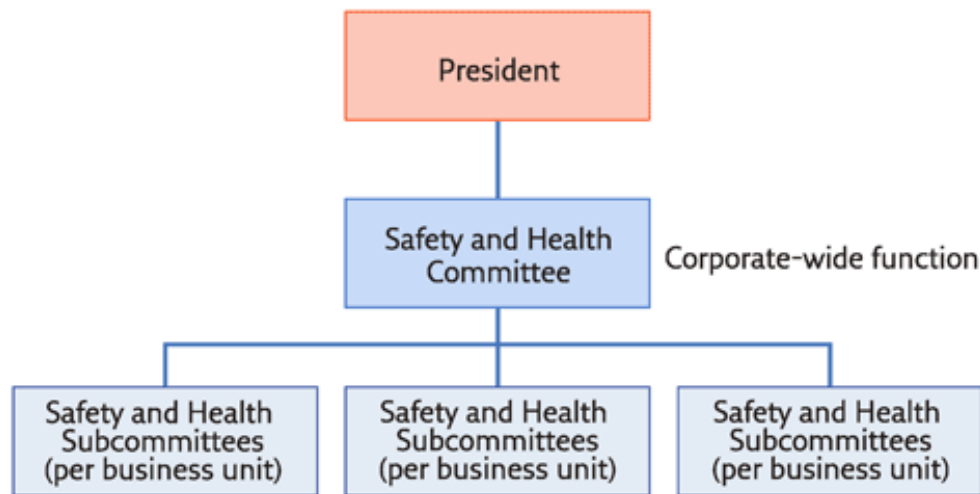 President
Safety and Health
Committee
Corporate-wide function
Safety and Health
Subcommittees
(per business unit)
Safety and Health
Subcommittees
(per business unit)
Safety and Health
Subcommittees
(per business unit)